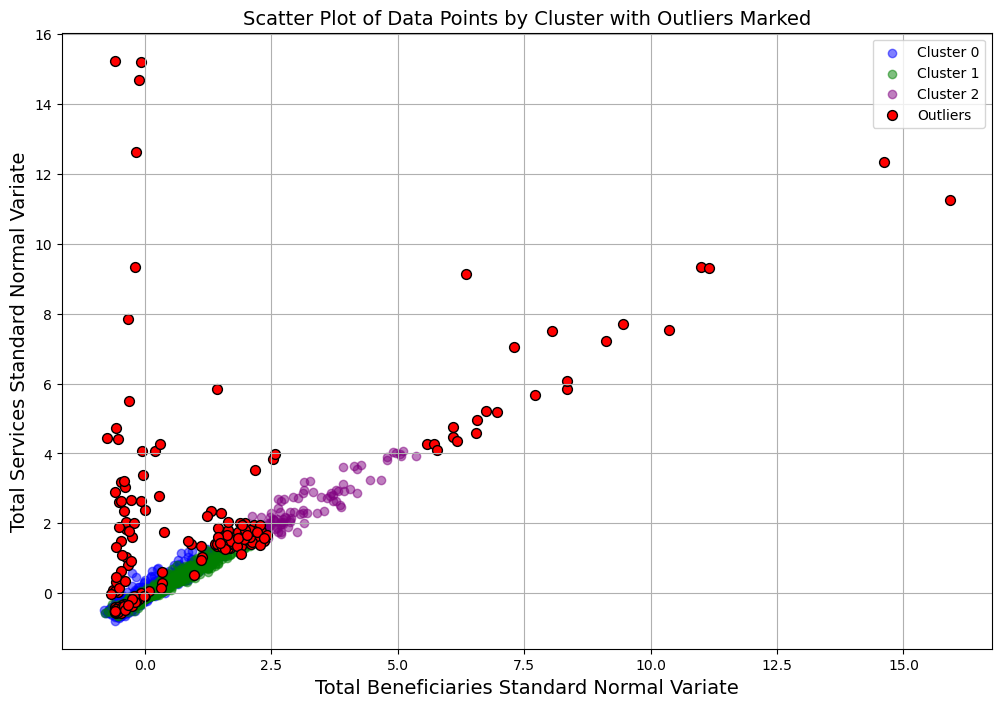 Scatter Plot of Data Points by Cluster with Outliers Marked
Total Services Standard Normal Variate
16
14
12
10
8
6
4
2
0
Cluster 0
Cluster 1
Cluster 2
Outliers
0.0
2.5
5.0
7.5
10.0
12.5
15.0
Total Beneficiaries Standard Normal Variate